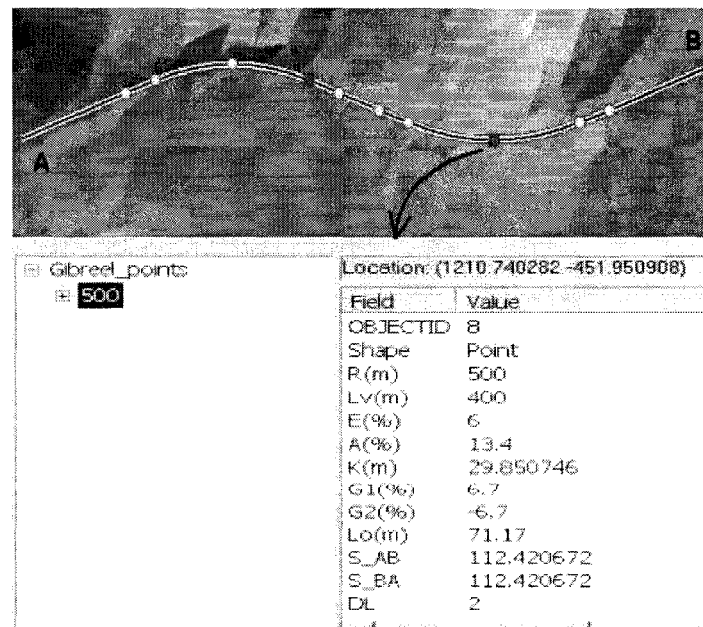 B
A
Gibreel_points
500
Location: (1210.740282 -451.950908)
Field Value
OBJECTID 8
Shape Point
R(m) 500
Lv(m) 400
E(%) 6
A(%) 13.4
K(m) 29.850746
G1(%) 6.7
G2(%) -6.7
Lo(m) 71.17
S_AB 112.420672
S_BA 112.420672
DL 2